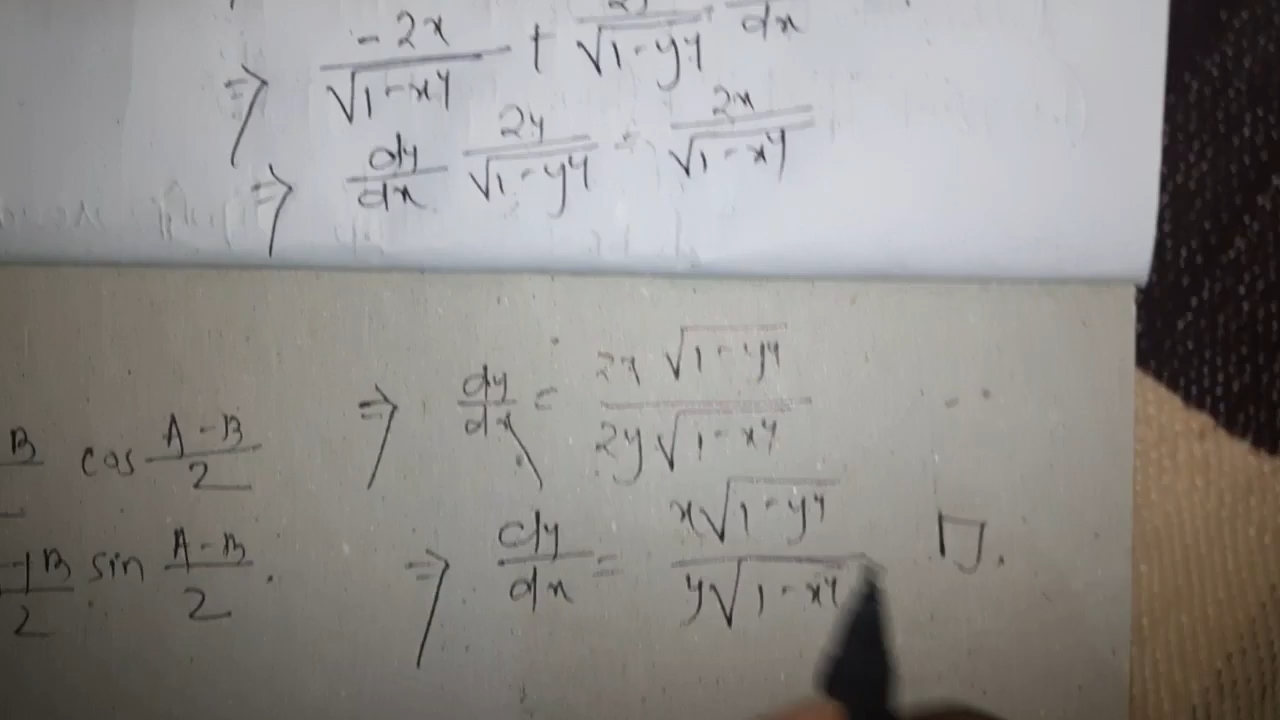 ⇒ -2x/√1-x⁴ + 2y/√1-y⁴ · dy/dx
⇒ dy/dx 2y/√1-y⁴ = 2x/√1-x⁴
⇒ dy/dx = 2x√1-y⁴/2y√1-x⁴
B cos A-B/2
⇒ dy/dx = x√1-y⁴/y√1-x⁴ □.
B/2 sin A-B/2.